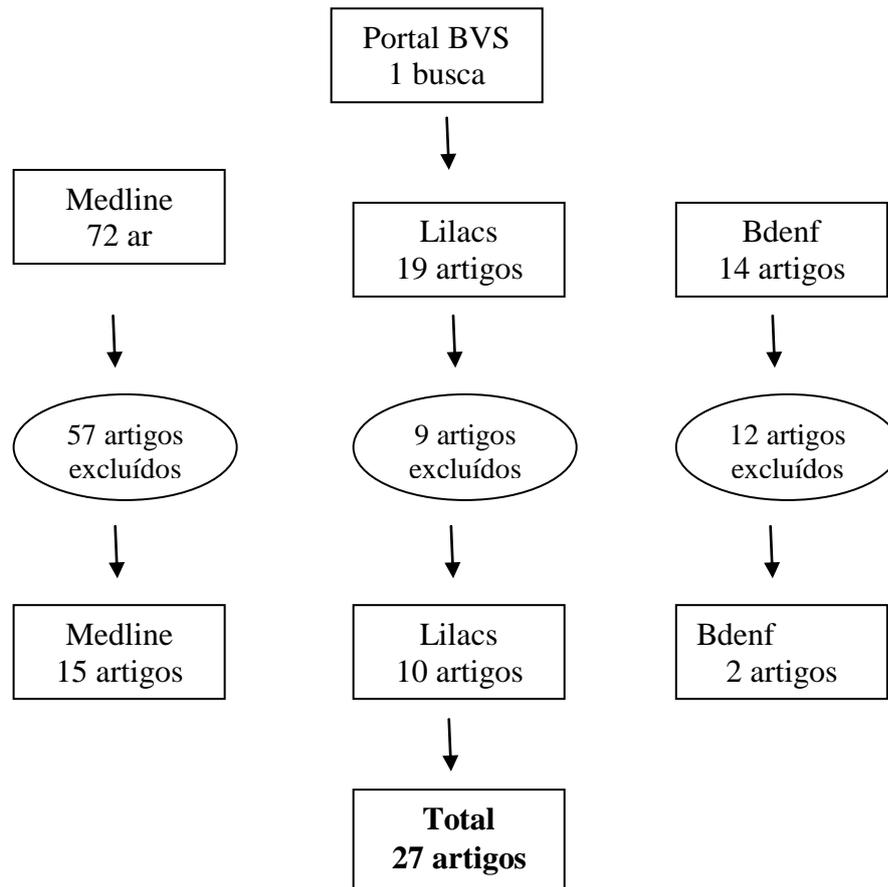 Portal BVS
1 busca
Medline
72 ar
Lilacs
19 artigos
Bdenf
14 artigos
57 artigos
excluídos
9 artigos
excluídos
12 artigos
excluídos
Medline
15 artigos
Lilacs
10 artigos
Bdenf
2 artigos
Total
27 artigos